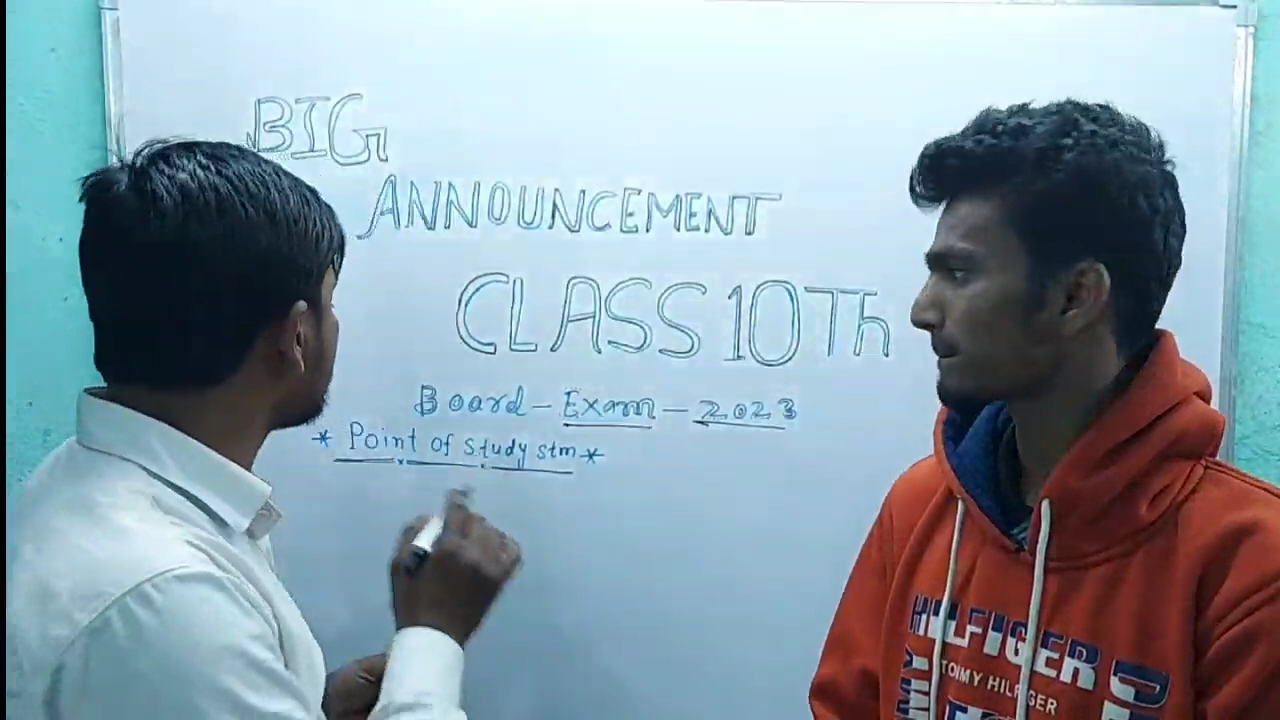 BIG
ANNOUNCEMENT
CLASS 10Th
Board - Exam - 2023
* Point of study stm *
HILFIGER
TOMMY HILFIGER